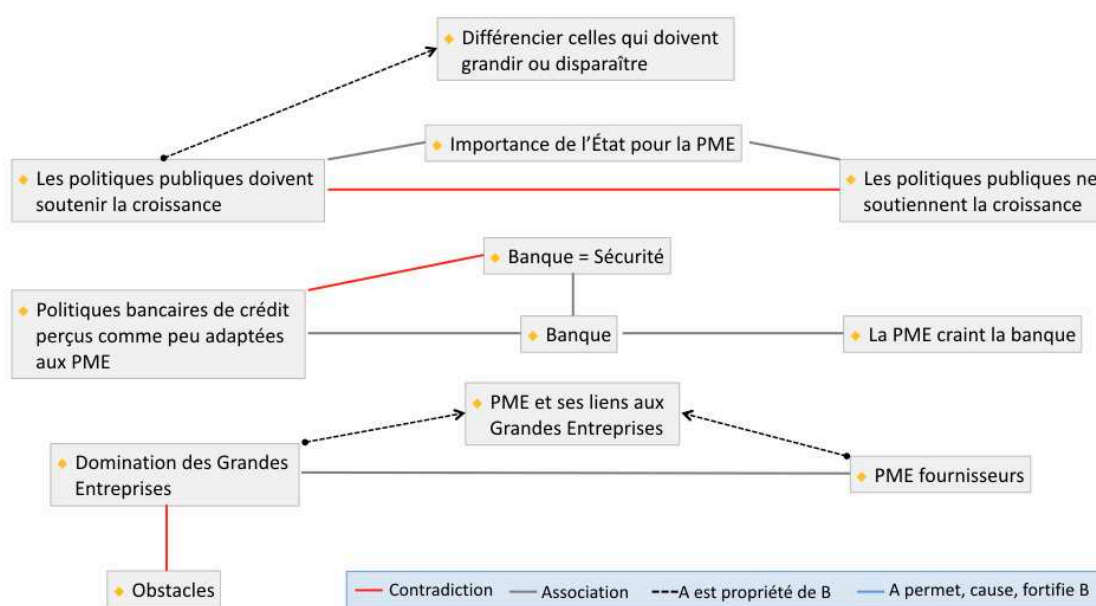 Différencier celles qui doivent
grandir ou disparaître
Importance de l'État pour la PME
Les politiques publiques doivent
soutenir la croissance
Les politiques publiques ne
soutiennent la croissance
Banque = Sécurité
Politiques bancaires de crédit
perçus comme peu adaptées
aux PME
Banque
La PME craint la banque
PME et ses liens aux
Grandes Entreprises
Domination des Grandes
Entreprises
PME fournisseurs
Obstacles
Contradiction
Association
A est propriété de B
A permet, cause, fortifie B